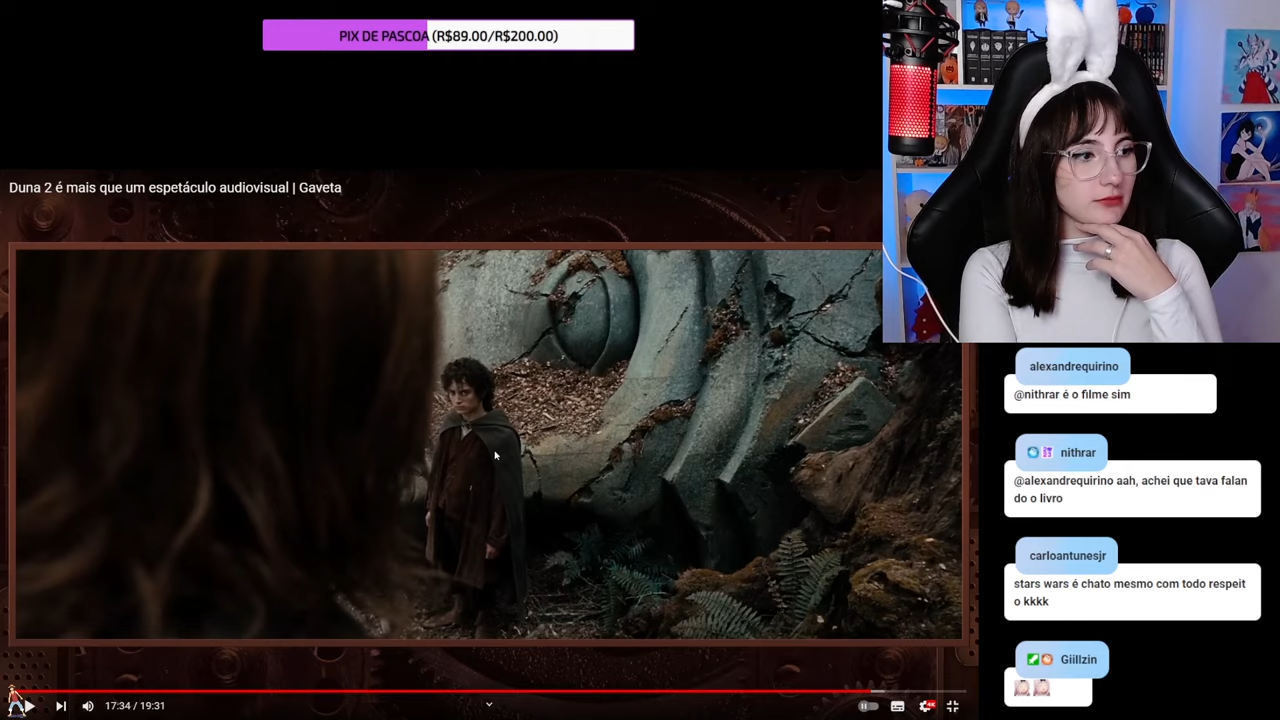 PIX DE PASCOA (R$89.00/R$200.00)
Duna 2 é mais que um espetáculo audiovisual | Gaveta
alexandrequirino
@nithrar é o filme sim
nithrar
@alexandrequirino aah, achei que tava falan
do o livro
carloantunesjr
stars wars é chato mesmo com todo respeit
o kkkk
Giillzin
17:34 / 19:31
4K